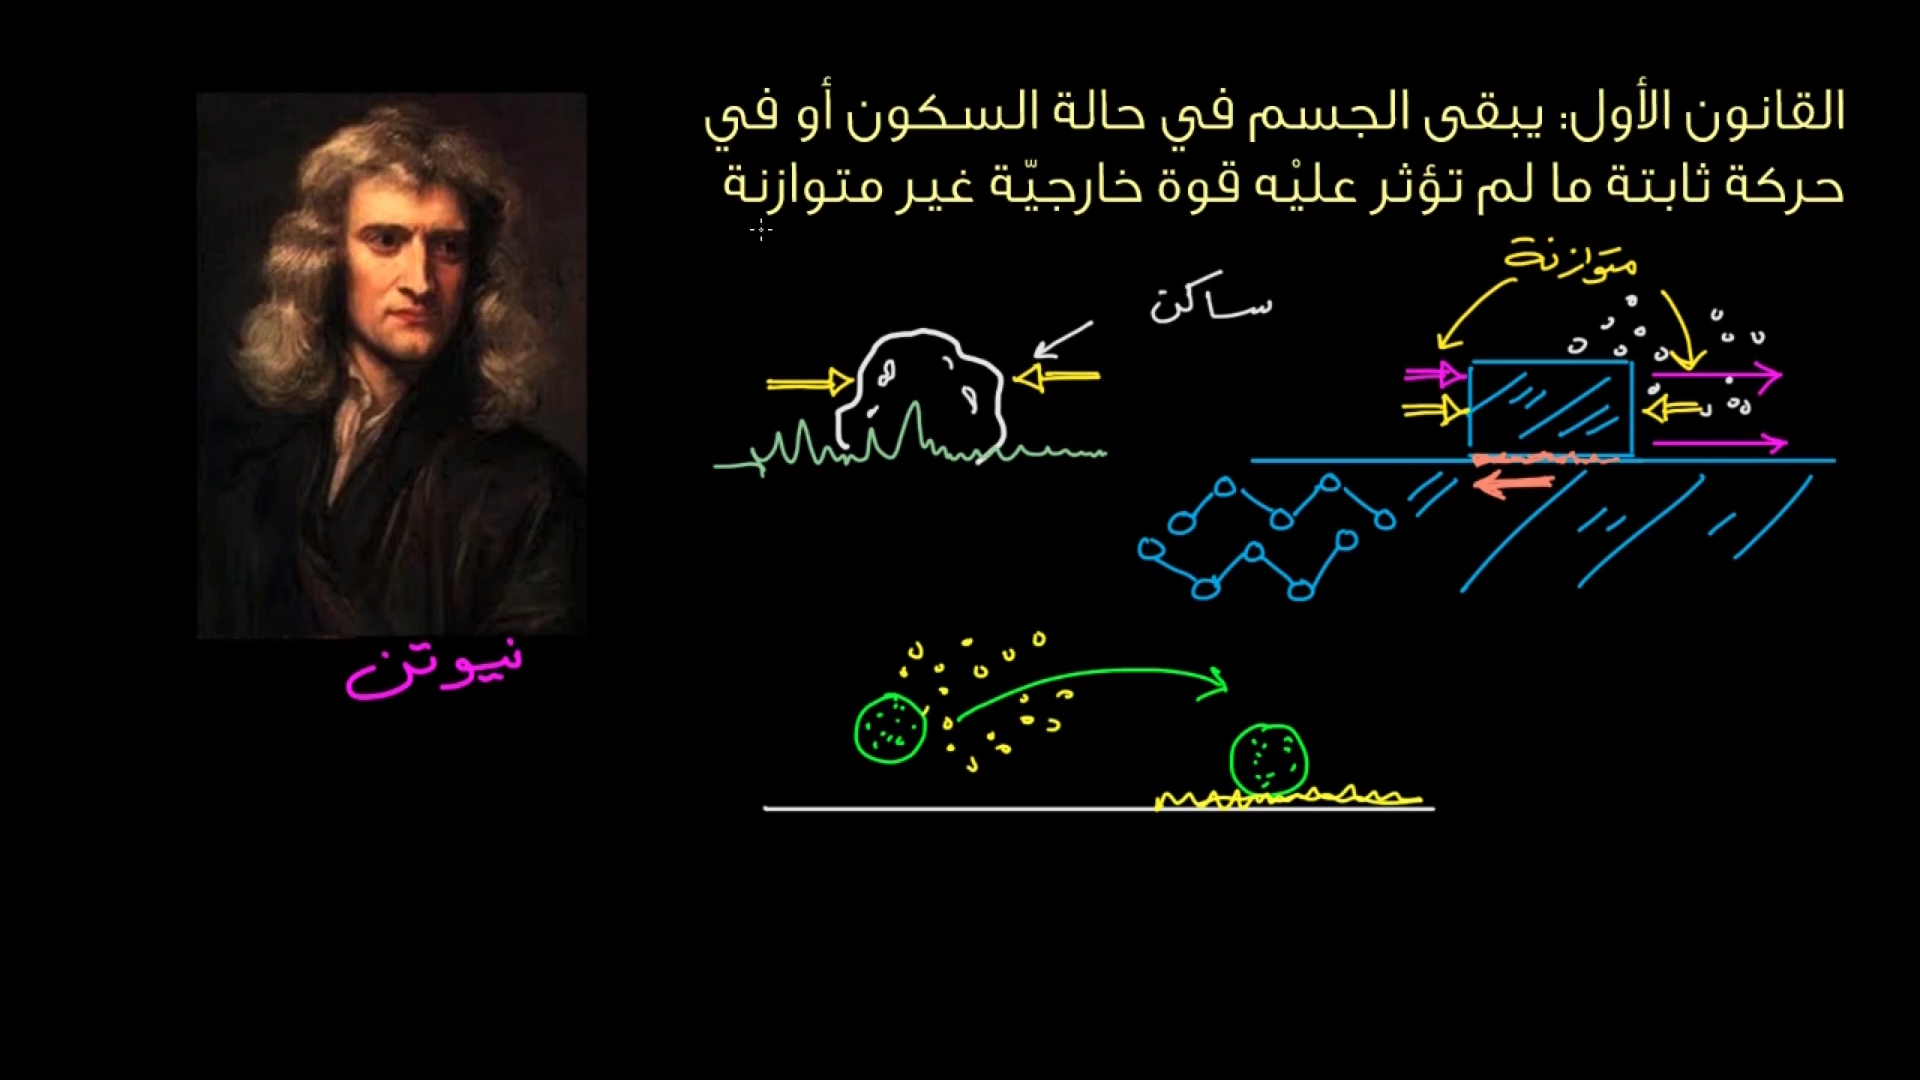 القانون الأول: يبقى الجسم في حالة السكون أو في
حركة ثابتة ما لم تؤثر عليْه قوة خارجيّة غير متوازنة
متوازنة
ساكن
نيوتن